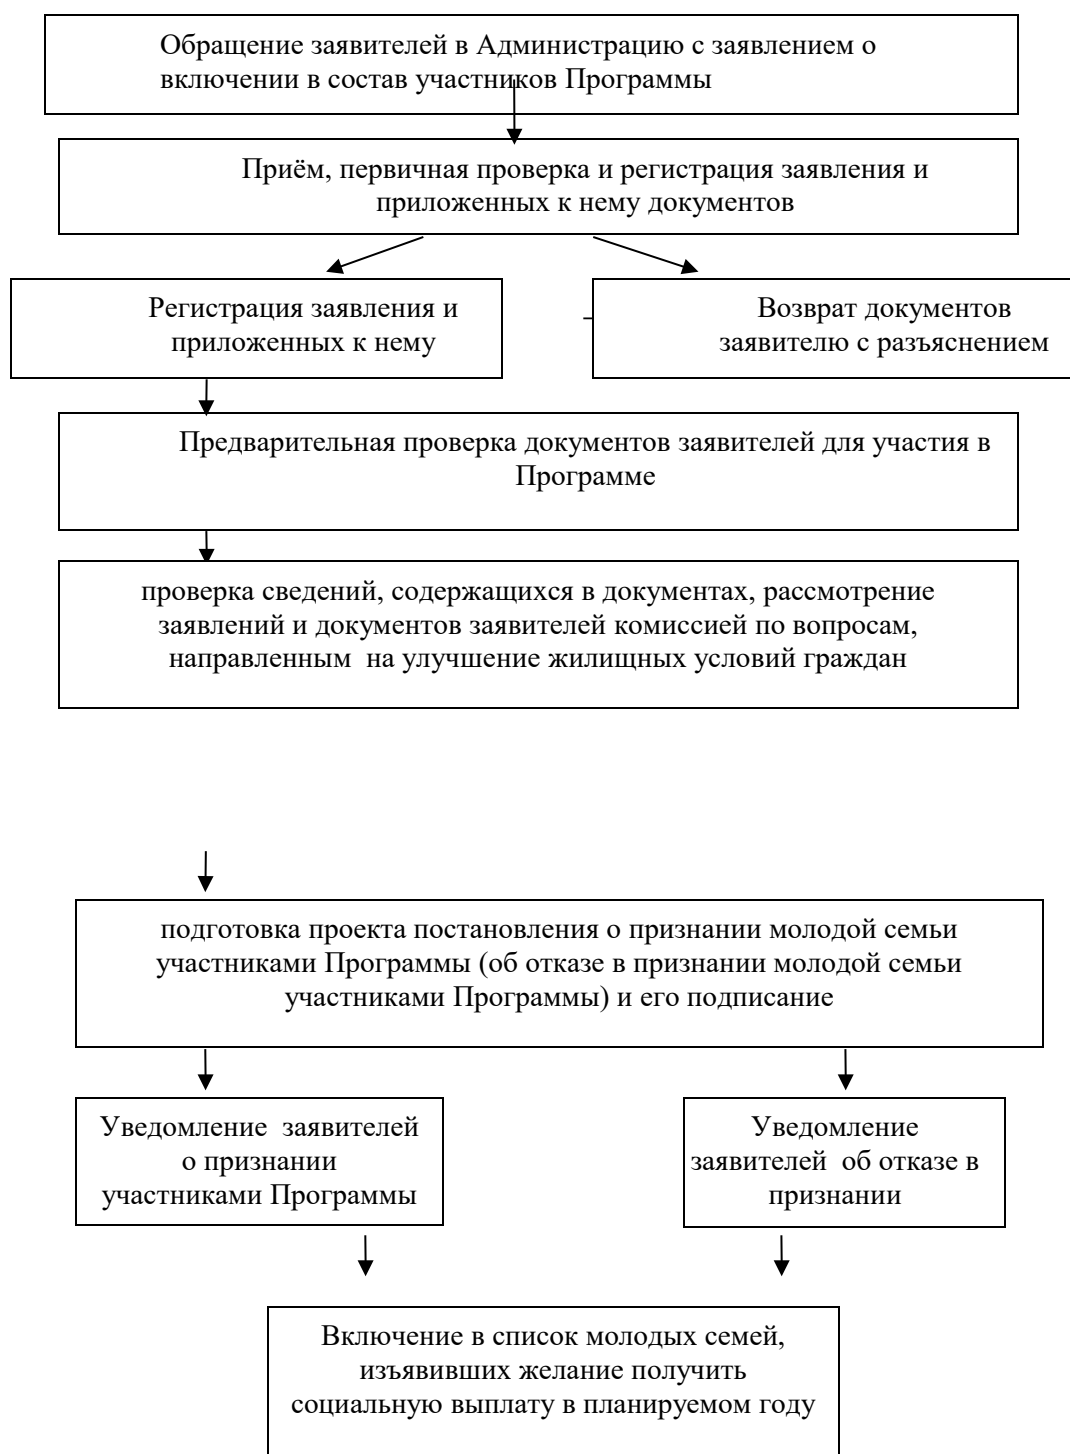 Обращение заявителей в Администрацию с заявлением о
включении в состав участников Программы
Приём, первичная проверка и регистрация заявления и
приложенных к нему документов
Регистрация заявления и
приложенных к нему
Возврат документов
заявителю с разъяснением
Предварительная проверка документов заявителей для участия в
Программе
проверка сведений, содержащихся в документах, рассмотрение
заявлений и документов заявителей комиссией по вопросам,
направленным на улучшение жилищных условий граждан
подготовка проекта постановления о признании молодой семьи
участниками Программы (об отказе в признании молодой семьи
участниками Программы) и его подписание
Уведомление заявителей
о признании
участниками Программы
Уведомление
заявителей об отказе в
признании
Включение в список молодых семей,
изъявивших желание получить
социальную выплату в планируемом году